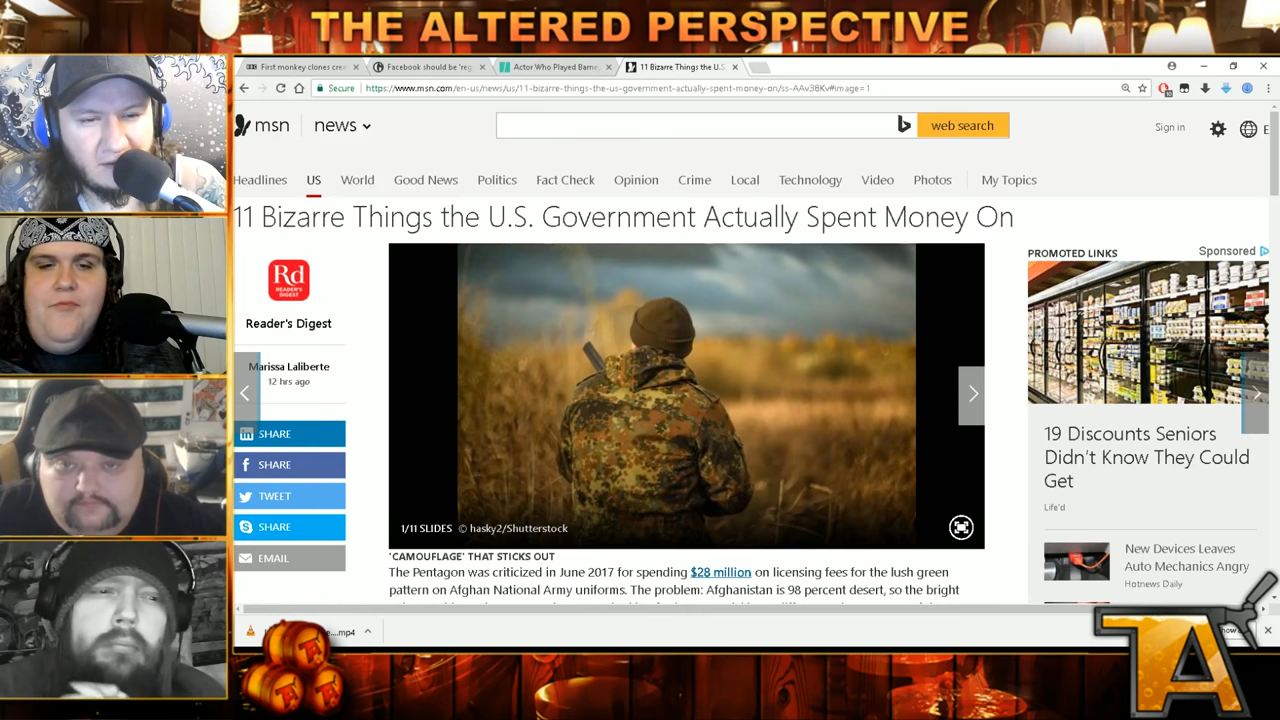 THE ALTERED PERSPECTIVE
First monkey clones crea
Facebook should be 'reg
Actor Who Played Barne
11 Bizarre Things the U.S.
Secure
https://www.msn.com/en-us/news/us/11-bizarre-things-the-us-government-actually-spent-money-on/ss-AAv3BKv#image=1
msn
news
web search
Sign in
Headlines
US
World
Good News
Politics
Fact Check
Opinion
Crime
Local
Technology
Video
Photos
My Topics
11 Bizarre Things the U.S. Government Actually Spent Money On
Rd
READER'S DIGEST
Reader's Digest
Marissa Laliberte
12 hrs ago
SHARE
SHARE
TWEET
SHARE
EMAIL
1/11 SLIDES © hasky2/Shutterstock
'CAMOUFLAGE' THAT STICKS OUT
The Pentagon was criticized in June 2017 for spending $28 million on licensing fees for the lush green
pattern on Afghan National Army uniforms. The problem: Afghanistan is 98 percent desert, so the bright
PROMOTED LINKS
Sponsored
19 Discounts Seniors
Didn't Know They Could
Get
Life'd
New Devices Leaves
Auto Mechanics Angry
Hotnews Daily
e....mp4
TA
TA
TA
TA